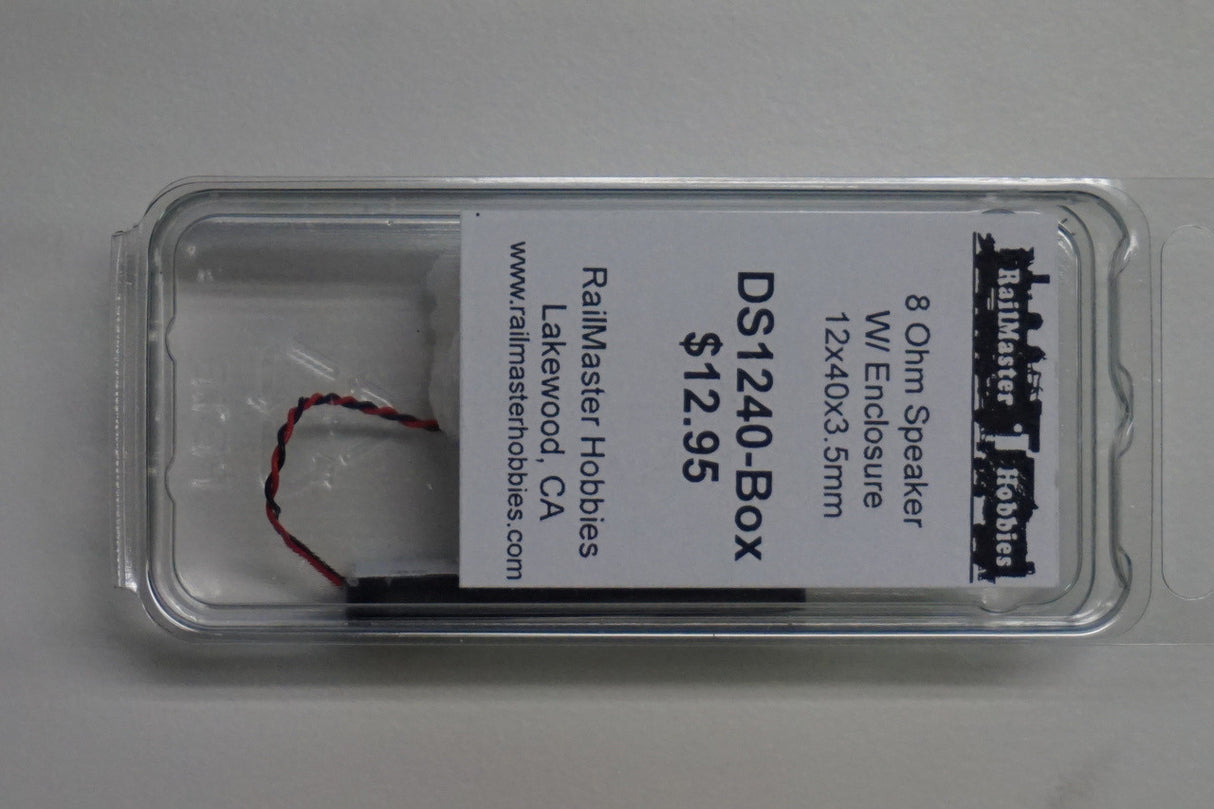 RailMaster Hobbies
8 Ohm Speaker
W/ Enclosure
12x40x3.5mm
DS1240-Box
$12.95
RailMaster Hobbies
Lakewood, CA
www.railmasterhobbies.com